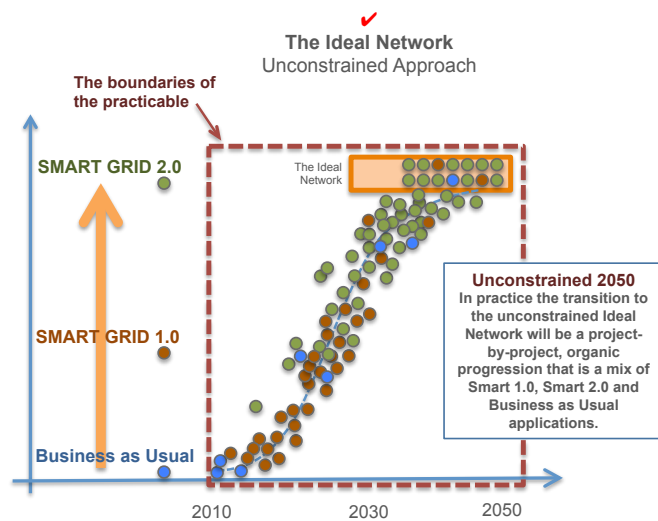 The Ideal Network
Unconstrained Approach
The boundaries of
the practicable
SMART GRID 2.0
The Ideal
Network
SMART GRID 1.0
Unconstrained 2050
In practice the transition to
the unconstrained Ideal
Network will be a project-
by-project, organic
progression that is a mix of
Smart 1.0, Smart 2.0 and
Business as Usual
applications.
Business as Usual
2010
2030
2050